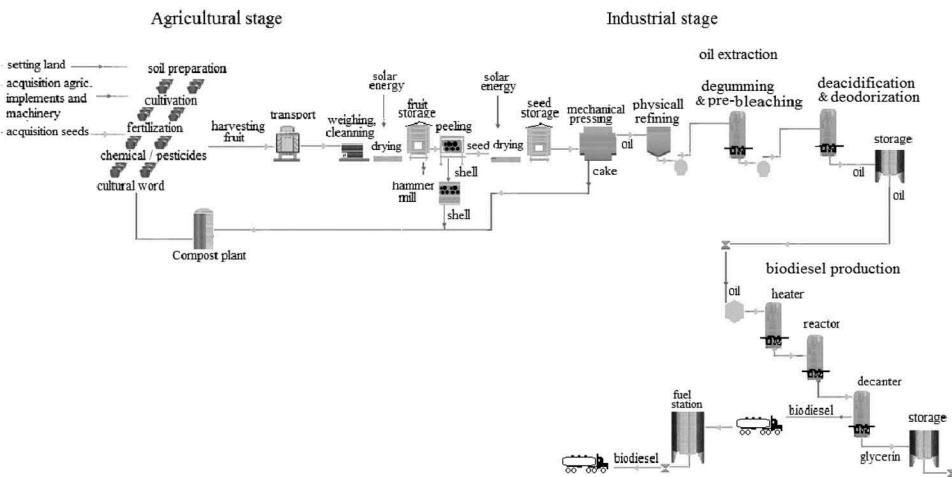 Agricultural stage
Industrial stage
setting land
acquisition agric.
implements and
machinery
acquisition seeds
soil preparation
cultivation
fertilization
chemical / pesticides
cultural word
harvesting
fruit
transport
weighing,
cleanning
solar
energy
drying
fruit
storage
peeling
seed
shell
hammer
mill
shell
solar
energy
drying
seed
storage
mechanical
pressing
oil
cake
physicall
refining
oil extraction
degumming
& pre-bleaching
deacidification
& deodorization
oil
storage
oil
Compost plant
biodiesel production
oil
heater
reactor
decanter
biodiesel
glycerin
storage
fuel
station
biodiesel